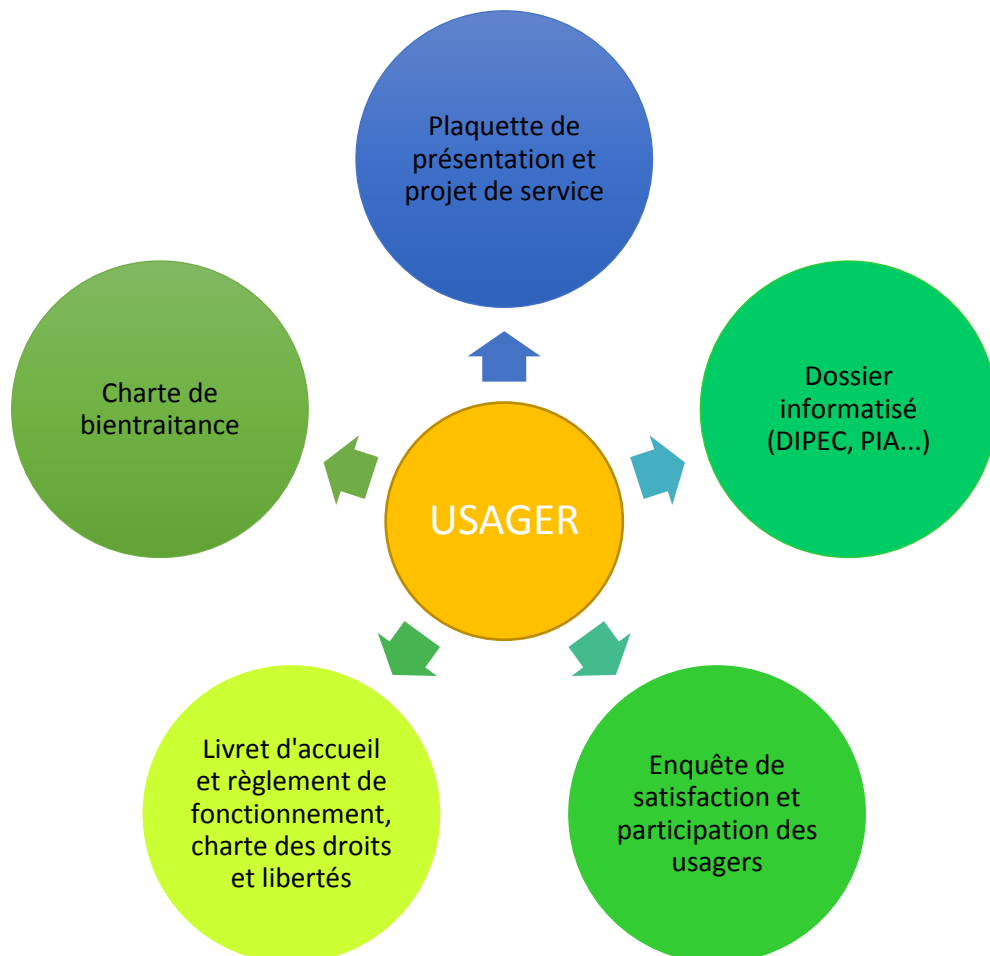 Plaquette de
présentation et
projet de service
Dossier
informatisé
(DIPEC, PIA...)
Enquête de
satisfaction et
participation des
usagers
Livret d'accueil
et règlement de
fonctionnement,
charte des droits
et libertés
Charte de
bientraitance
USAGER